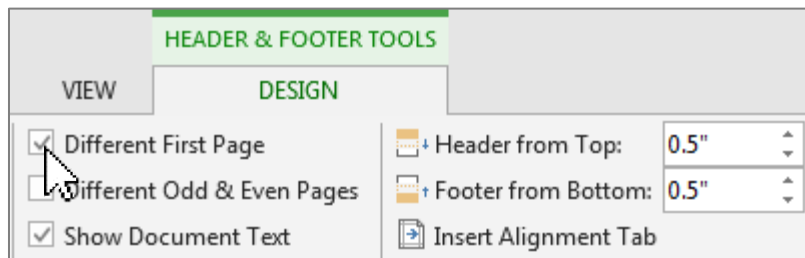 HEADER & FOOTER TOOLS
VIEW DESIGN
Different First Page Header from Top: 0.5"
Different Odd & Even Pages Footer from Bottom: 0.5"
Show Document Text Insert Alignment Tab